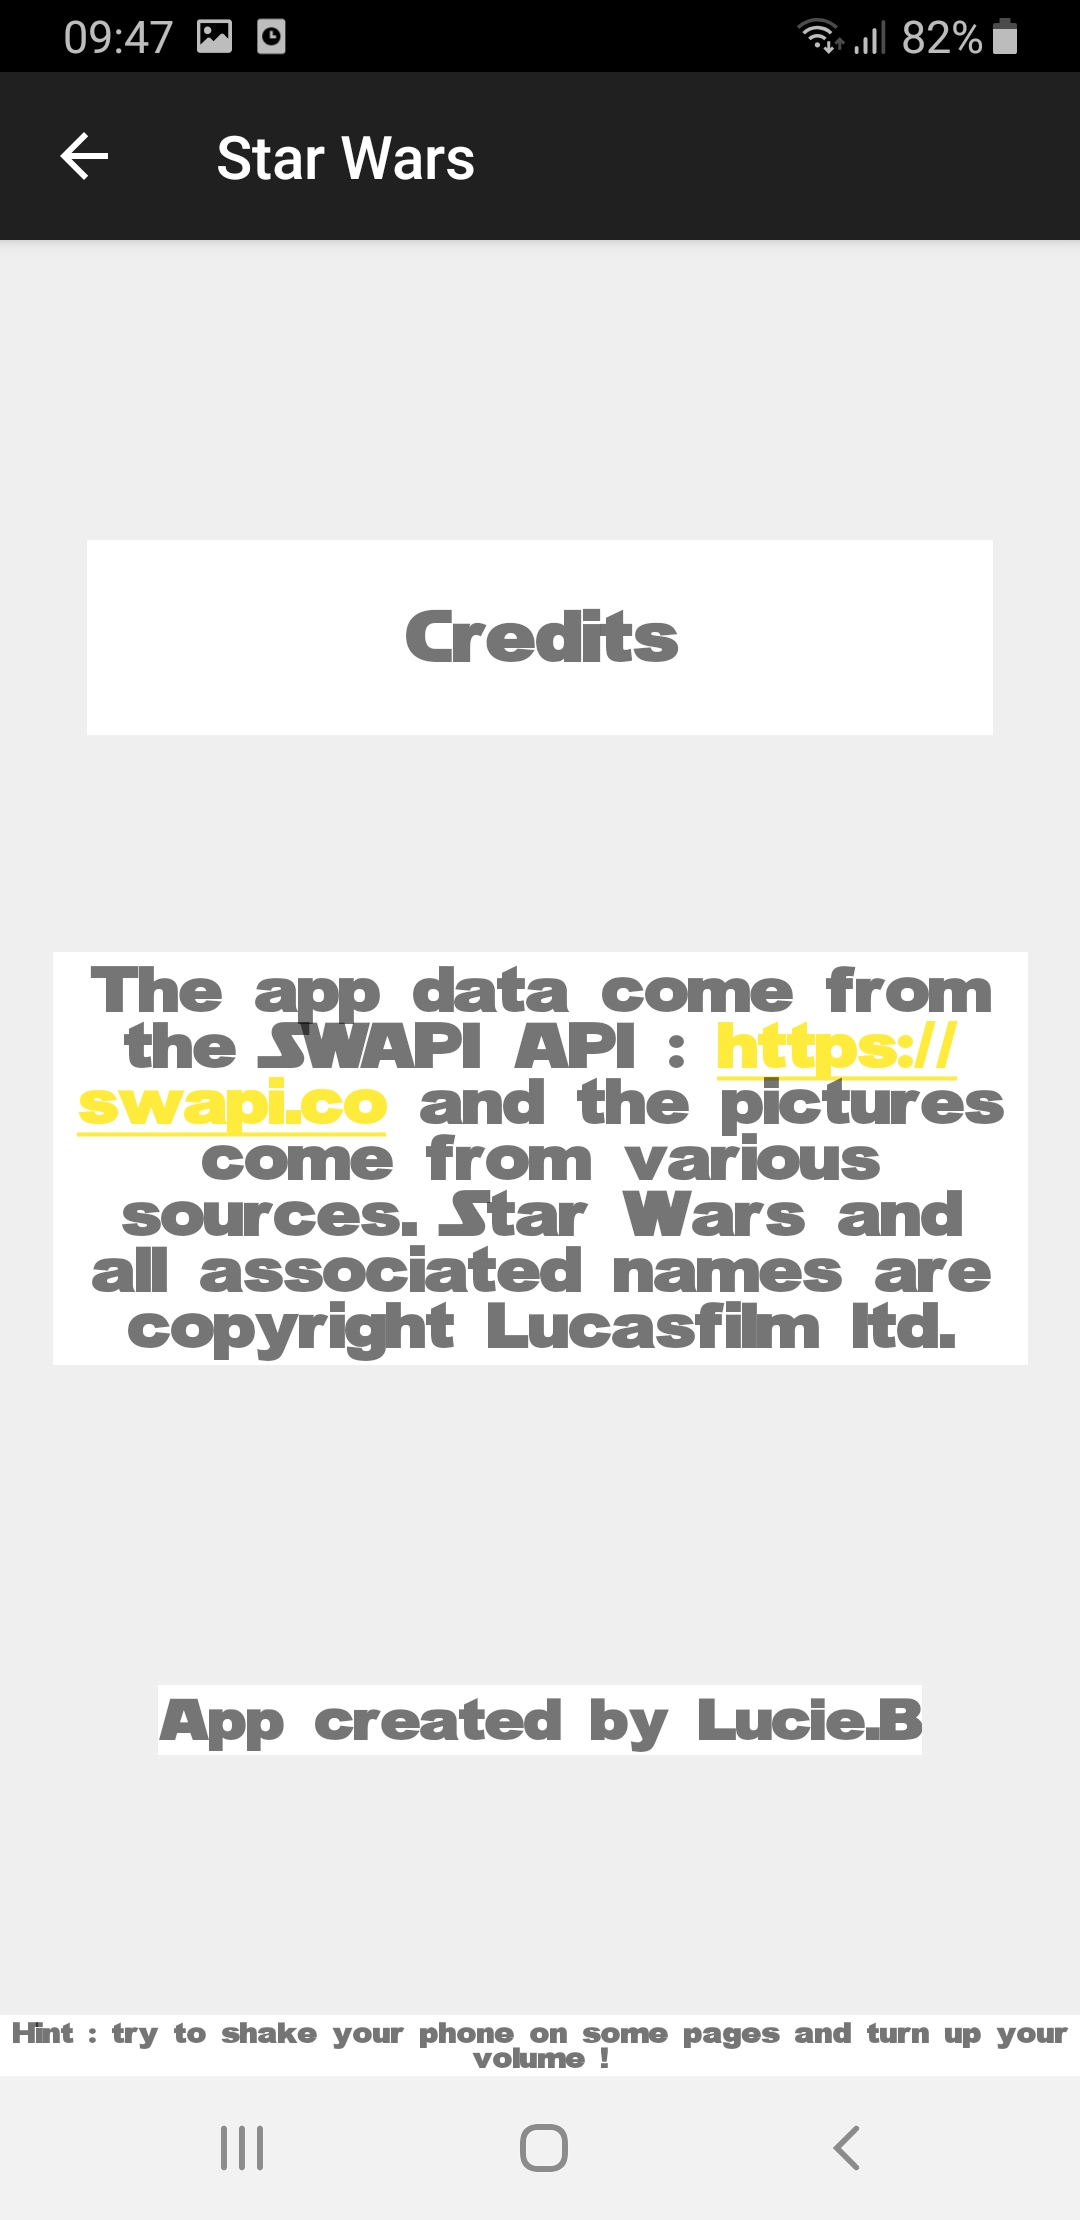 09:47 82%
Star Wars
Credits
The app data come from
the SWAPI API : https://
swapi.co and the pictures
come from various
sources. Star Wars and
all associated names are
copyright Lucasfilm ltd.
App created by Lucie.B
Hint : try to shake your phone on some pages and turn up your
volume !